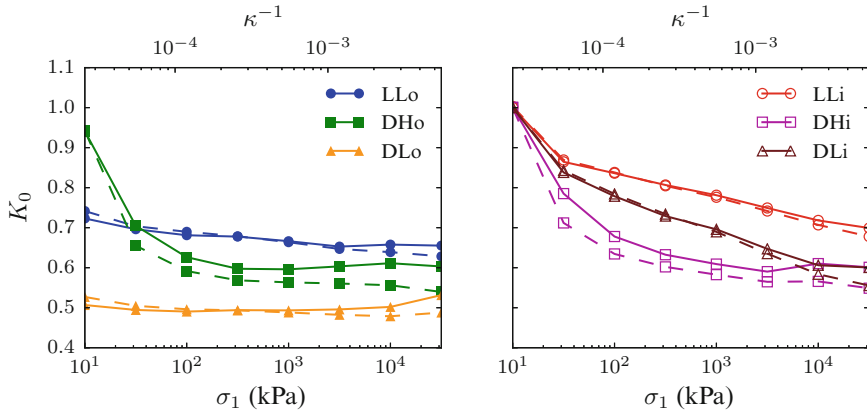 κ⁻¹ κ⁻¹
10⁻⁴ 10⁻³ 10⁻⁴ 10⁻³
1.1
1.0
0.9
0.8
0.7
0.6
0.5
0.4
K₀
LLo
DHo
DLo
LLi
DHi
DLi
10¹ 10² 10³ 10⁴ 10¹ 10² 10³ 10⁴
σ₁ (kPa) σ₁ (kPa)